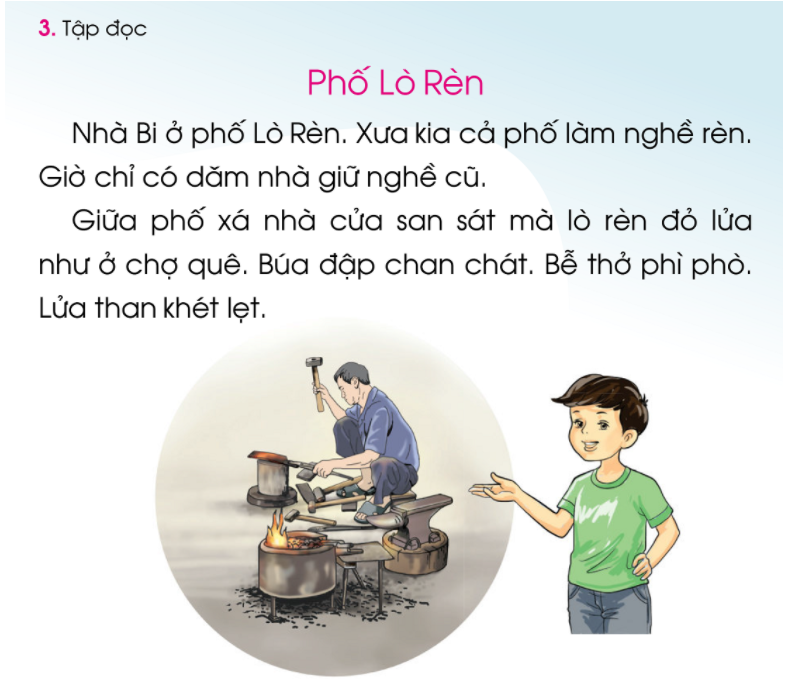 3. Tập đọc
Phố Lò Rèn
Nhà Bi ở phố Lò Rèn. Xưa kia cả phố làm nghề rèn.
Giờ chỉ có dăm nhà giữ nghề cũ.
Giữa phố xá nhà cửa san sát mà lò rèn đỏ lửa
như ở chợ quê. Búa đập chan chát. Bễ thở phì phò.
Lửa than khét lẹt.